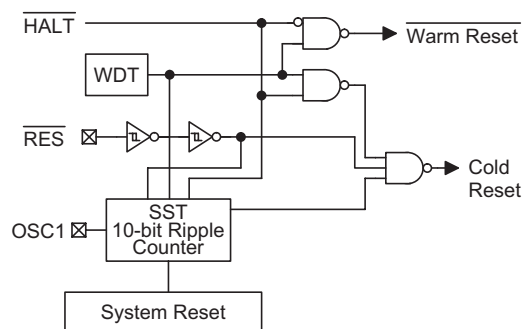 HALT
Warm Reset
WDT
RES
Cold
Reset
SST
OSC1
10-bit Ripple
Counter
System Reset